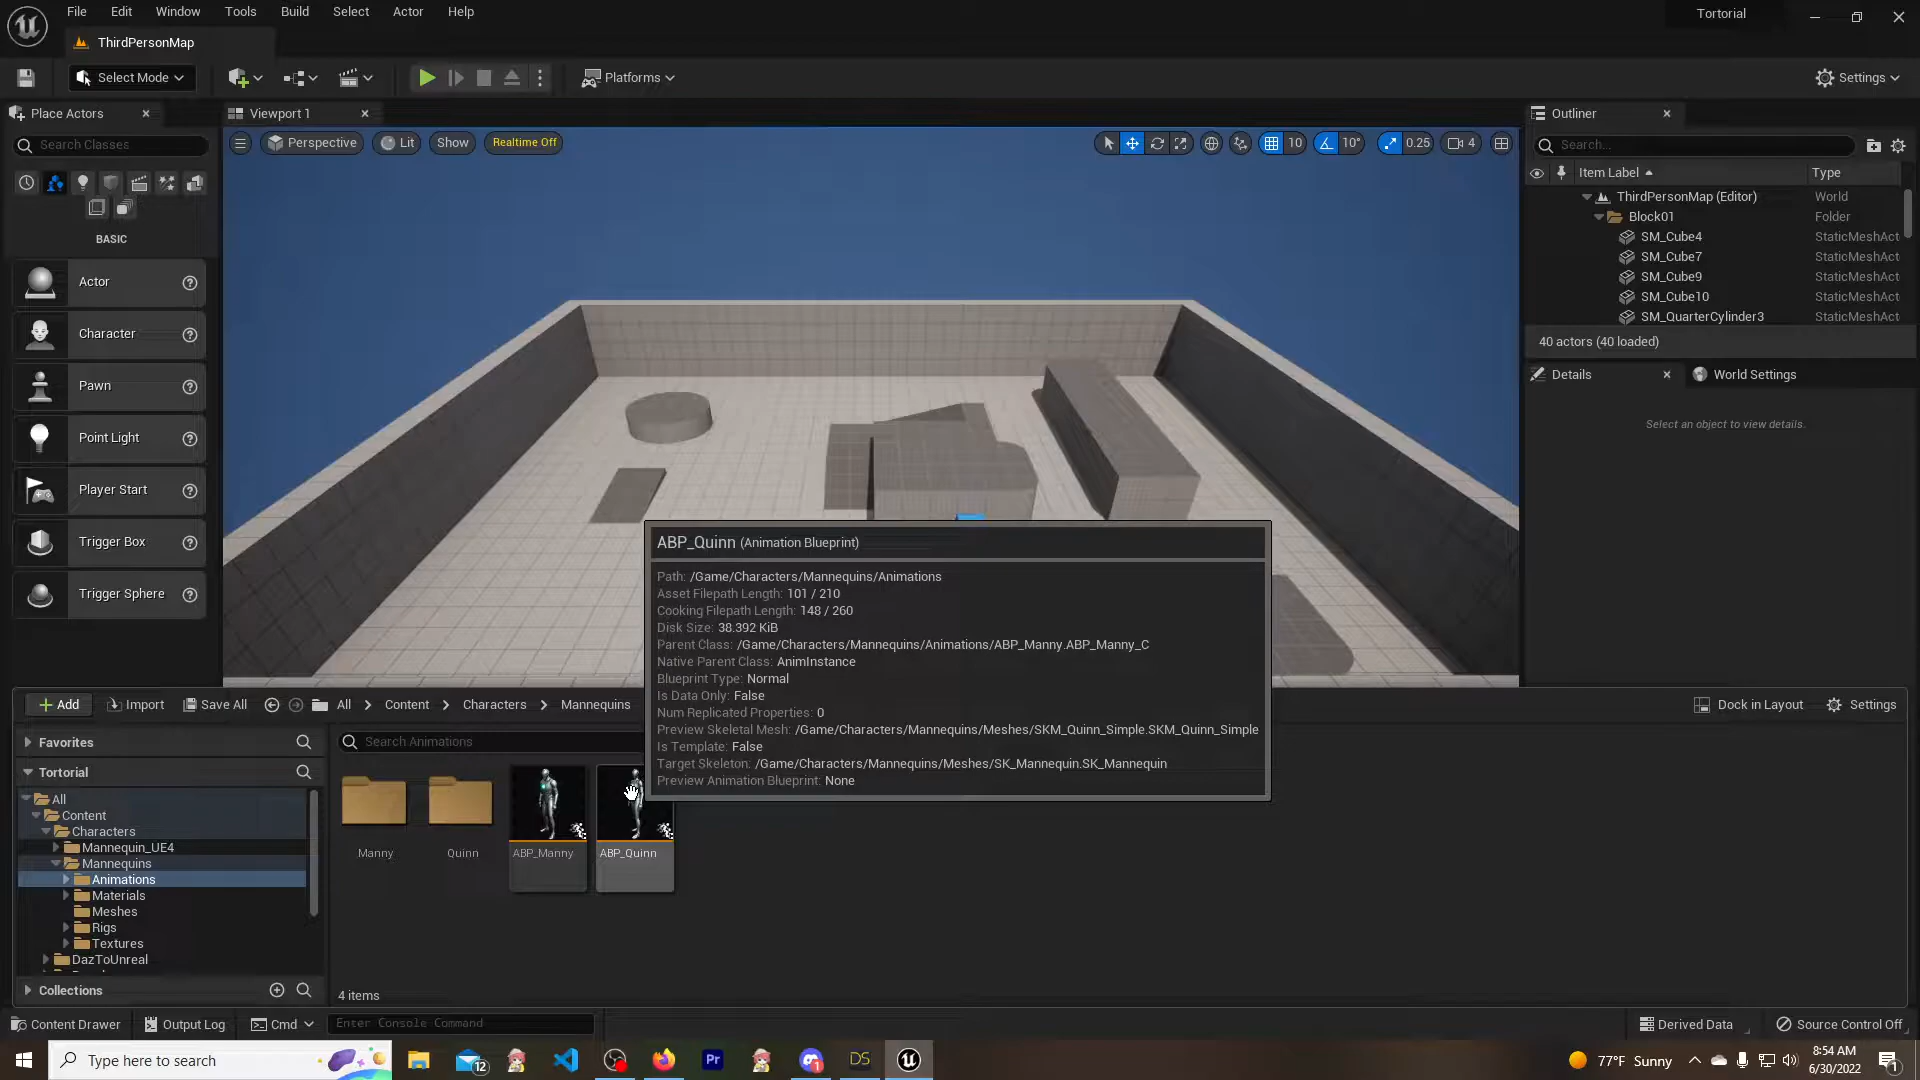 File Edit Window Tools Build Select Actor Help
Tortorial
ThirdPersonMap
Select Mode
Platforms
Settings
Place Actors
Viewport 1
Outliner
Search Classes
Perspective
Lit
Show
Realtime Off
10
10°
0.25
4
Search...
Item Label
Type
ThirdPersonMap (Editor)
World
Block01
Folder
SM_Cube4
StaticMeshAct
SM_Cube7
StaticMeshAct
SM_Cube9
StaticMeshAct
SM_Cube10
StaticMeshAct
SM_QuarterCylinder3
StaticMeshAct
40 actors (40 loaded)
BASIC
Actor
Character
Pawn
Point Light
Player Start
Trigger Box
Trigger Sphere
Details
World Settings
Select an object to view details.
ABP_Quinn (Animation Blueprint)
Path: /Game/Characters/Mannequins/Animations
Asset Filepath Length: 101 / 210
Cooking Filepath Length: 148 / 260
Disk Size: 38.392 KiB
Parent Class: /Game/Characters/Mannequins/Animations/ABP_Manny.ABP_Manny_C
Native Parent Class: AnimInstance
Blueprint Type: Normal
Is Data Only: False
Num Replicated Properties: 0
Preview Skeletal Mesh: /Game/Characters/Mannequins/Meshes/SKM_Quinn_Simple.SKM_Quinn_Simple
Is Template: False
Target Skeleton: /Game/Characters/Mannequins/Meshes/SK_Mannequin.SK_Mannequin
Preview Animation Blueprint: None
Add
Import
Save All
All
Content
Characters
Mannequins
Dock in Layout
Settings
Favorites
Tortorial
All
Content
Characters
Mannequin_UE4
Mannequins
Animations
Materials
Meshes
Rigs
Textures
DazToUnreal
Collections
Search Animations
Manny
Quinn
ABP_Manny
ABP_Quinn
4 items
Content Drawer
Output Log
Cmd
Enter Console Command
Derived Data
Source Control Off
Type here to search
12
Pr
1
DS
77°F Sunny
8:54 AM
6/30/2022
1